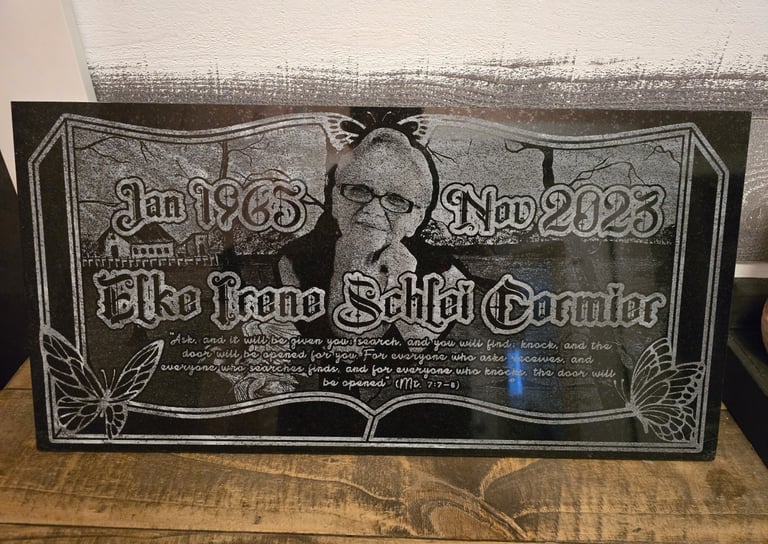 Jan 1965
Nov 2023
Elke Irene Schlei Cormier
"Ask, and it will be given you; search, and you will find; knock, and the
door will be opened for you. For everyone who asks receives, and
everyone who searches finds, and for everyone who knocks, the door will
be opened" (Mt. 7:7-8)